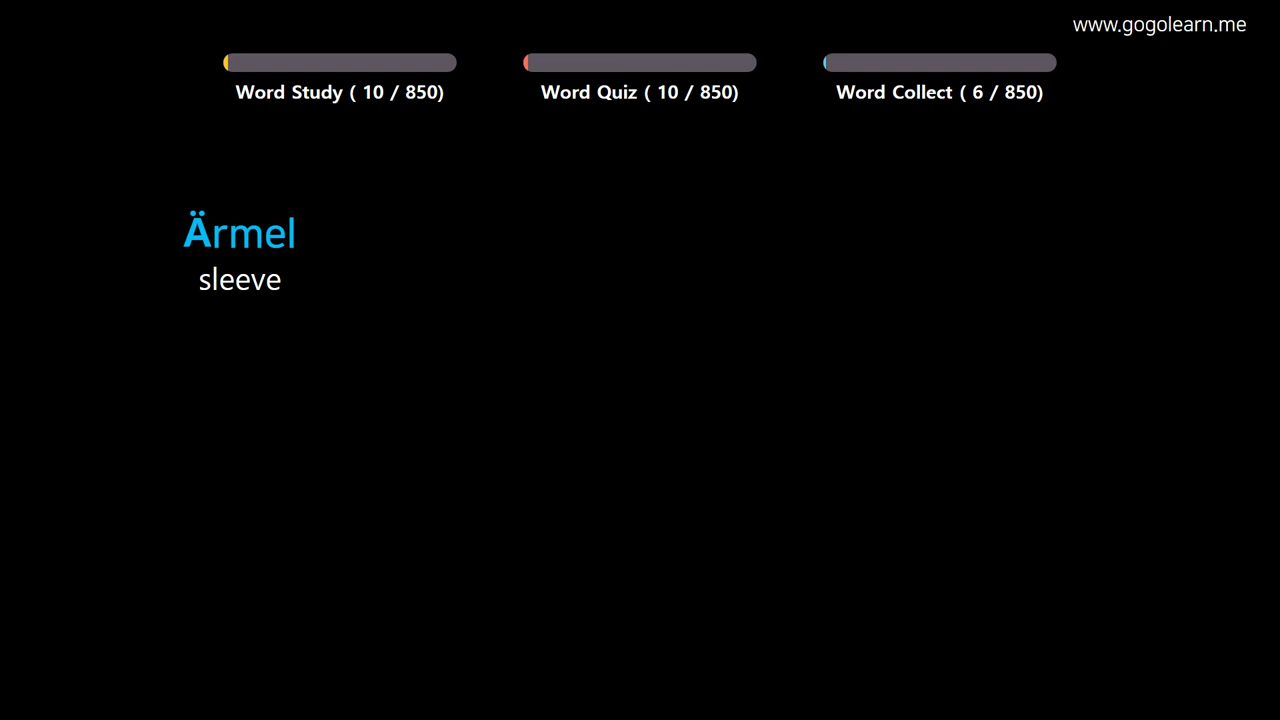 www.gogolearn.me
Word Study ( 10 / 850)
Word Quiz ( 10 / 850)
Word Collect ( 6 / 850)
Ärmel
sleeve